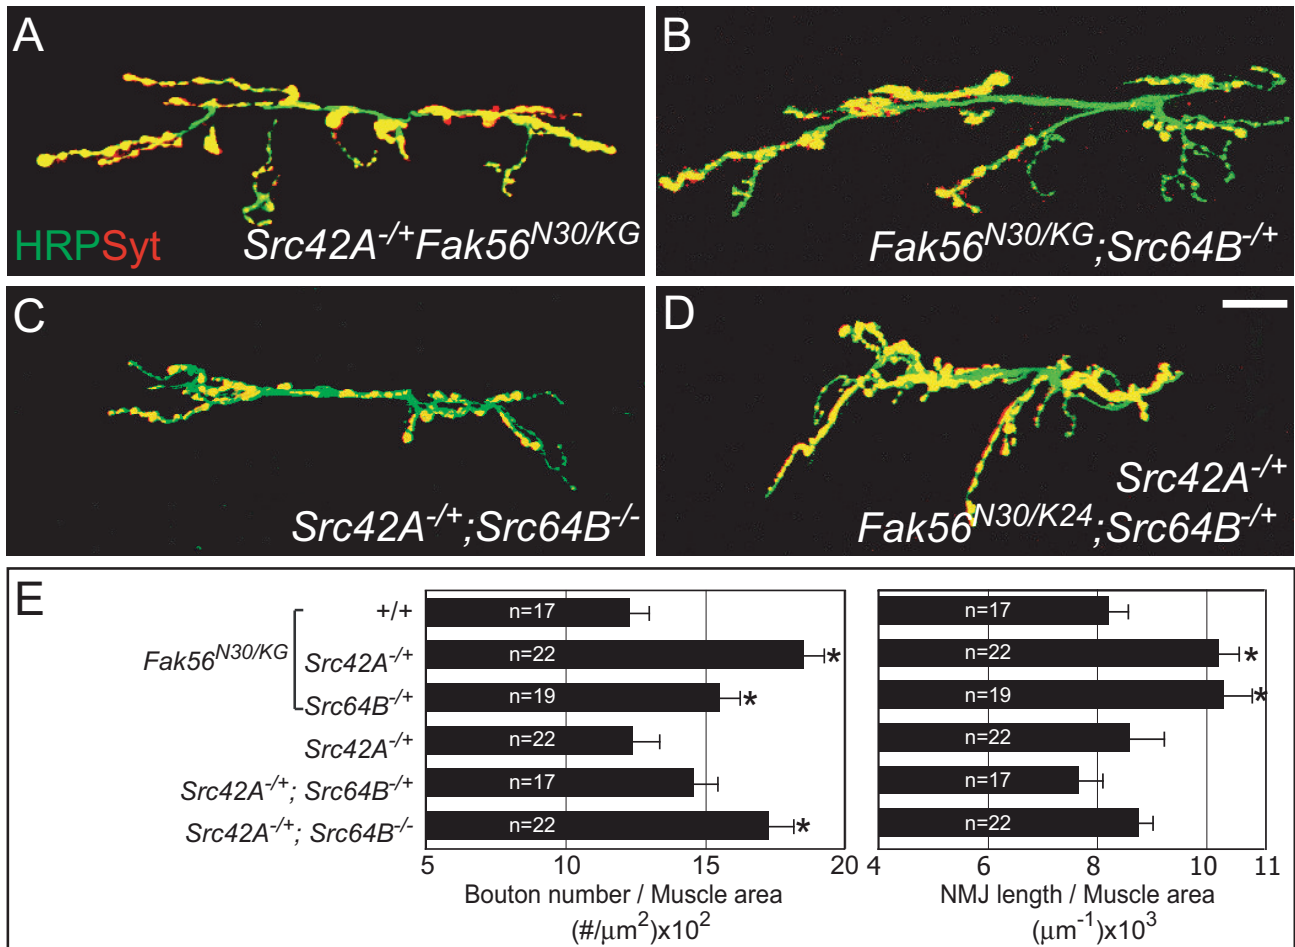 A
HRPSyt
Src42A-/+Fak56N30/KG
B
Fak56N30/KG;Src64B-/+
C
Src42A-/+;Src64B-/-
D
Src42A-/+
Fak56N30/K24;Src64B-/+
E
Fak56N30/KG
+/+
Src42A-/+
Src64B-/+
Src42A-/+
Src42A-/+; Src64B-/+
Src42A-/+; Src64B-/-
n=17
n=22 *
n=19 *
n=22
n=17
n=22 *
5 10 15 20
Bouton number / Muscle area
(#/μm2)x102
n=17
n=22 *
n=19 *
n=22
n=17
n=22
4 6 8 10 11
NMJ length / Muscle area
(μm-1)x103